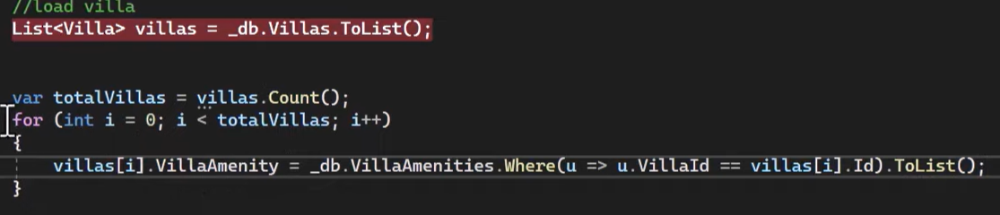 //load villa
List<Villa> villas = _db.Villas.ToList();
var totalVillas = villas.Count();
for (int i = 0; i < totalVillas; i++)
{
villas[i].VillaAmenity = _db.VillaAmenities.Where(u => u.VillaId == villas[i].Id).ToList();
}